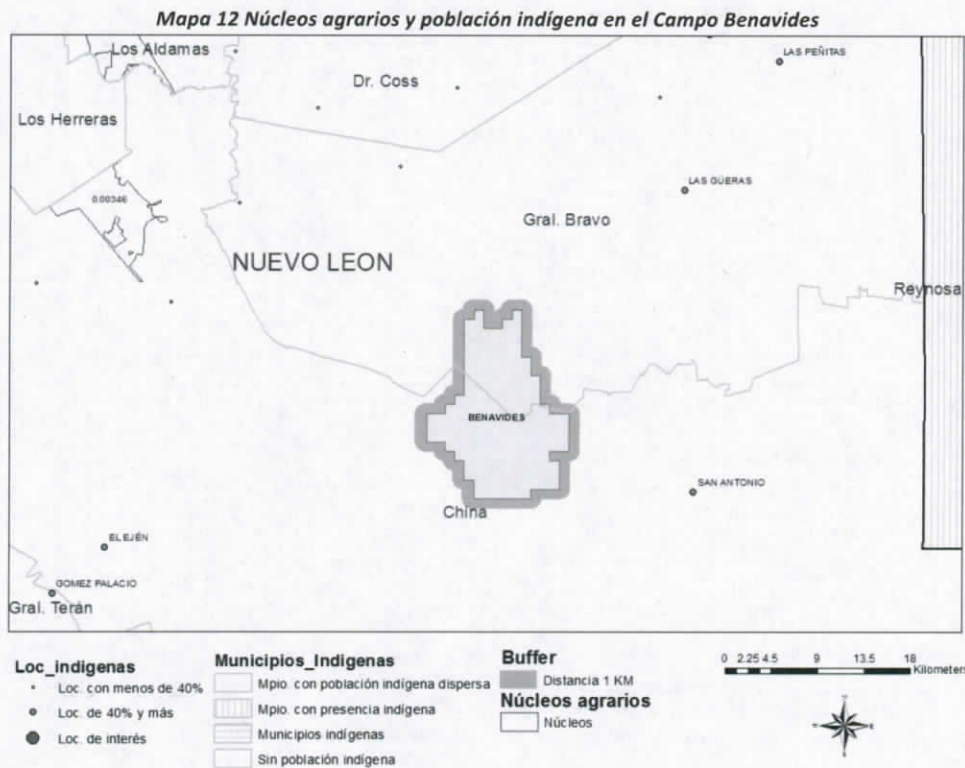 Mapa 12 Núcleos agrarios y población indígena en el Campo Benavides
Los Aldamas
LAS PEÑITAS
Dr. Coss
Los Herreras
0.00346
LAS GÜERAS
Gral. Bravo
NUEVO LEON
Reynosa
BENAVIDES
SAN ANTONIO
China
EL EJÉN
GOMEZ PALACIO
Gral. Terán
Loc_indigenas
Loc. con menos de 40%
Loc. de 40% y más
Loc. de interés
Municipios_Indigenas
Mpio. con población indígena dispersa
Mpio. con presencia indígena
Municipios indígenas
Sin población indígena
Buffer
Distancia 1 KM
Núcleos agrarios
Núcleos
0 2.25 4.5 9 13.5 18
Kilometers